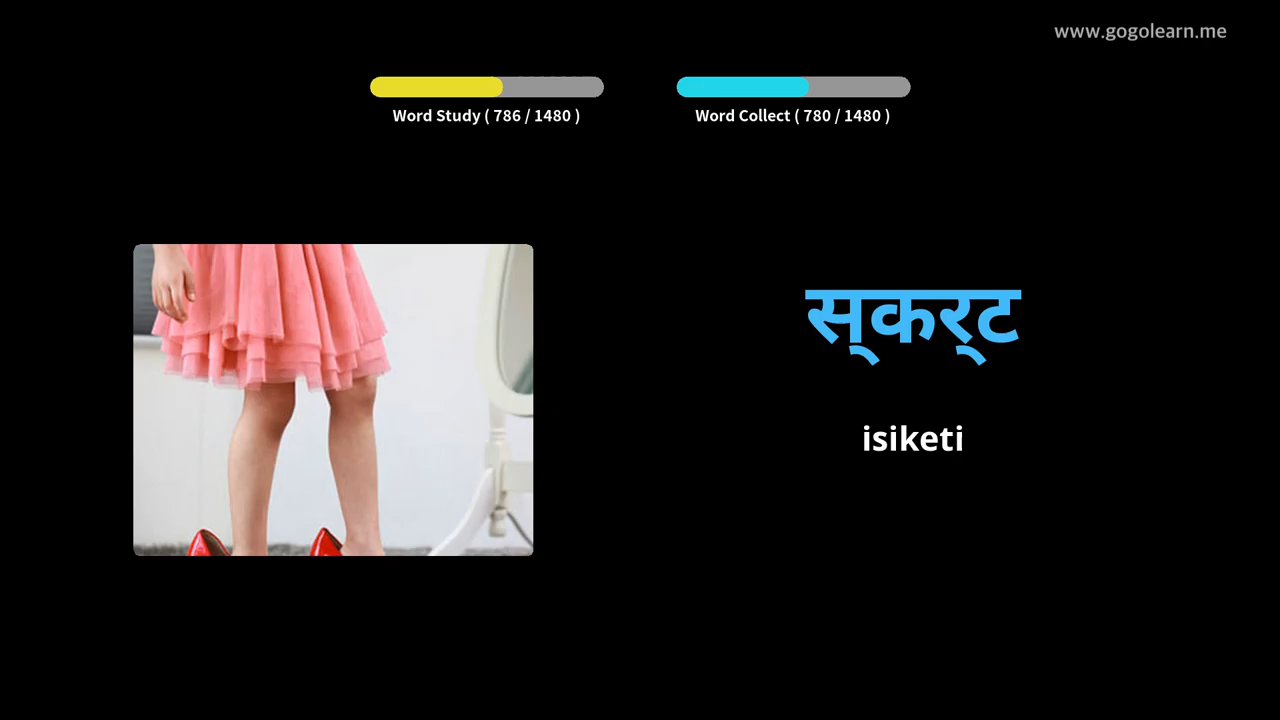 www.gogolearn.me
Word Study ( 786 / 1480 )
Word Collect ( 780 / 1480 )
स्‌कर्‌ट
isiketi